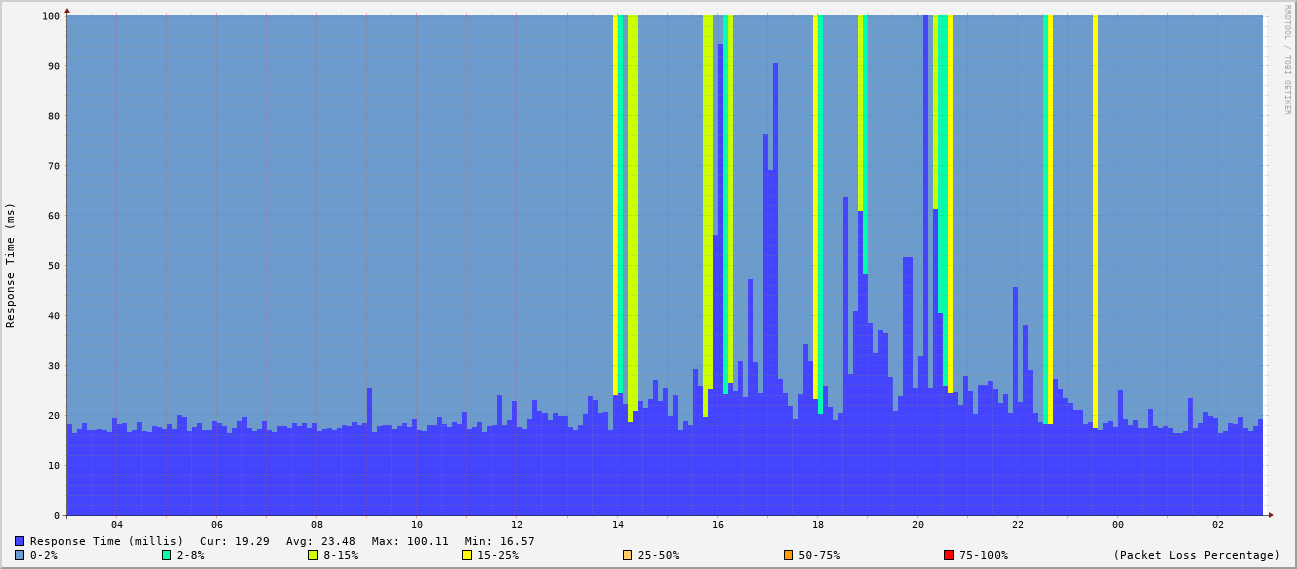 RRDTOOL / TOBI OETIKER
Response Time (ms)
100
90
80
70
60
50
40
30
20
10
0
04 06 08 10 12 14 16 18 20 22 00 02
Response Time (millis) Cur: 19.29 Avg: 23.48 Max: 100.11 Min: 16.57
0-2% 2-8% 8-15% 15-25% 25-50% 50-75% 75-100% (Packet Loss Percentage)